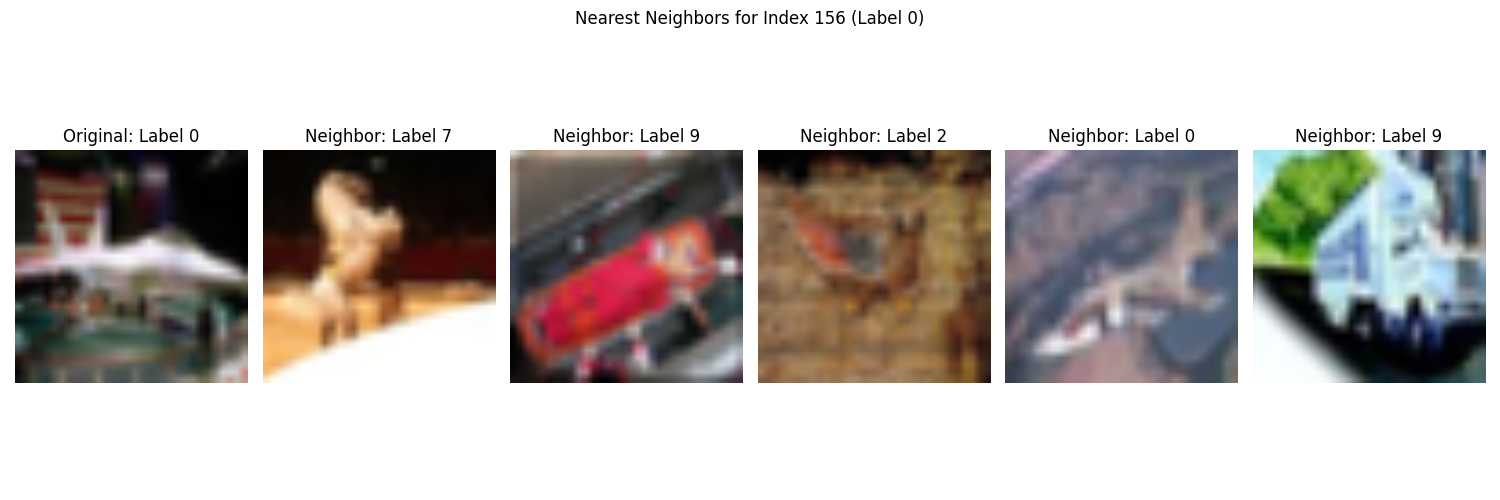 Nearest Neighbors for Index 156 (Label 0)
Original: Label 0
Neighbor: Label 7
Neighbor: Label 9
Neighbor: Label 2
Neighbor: Label 0
Neighbor: Label 9